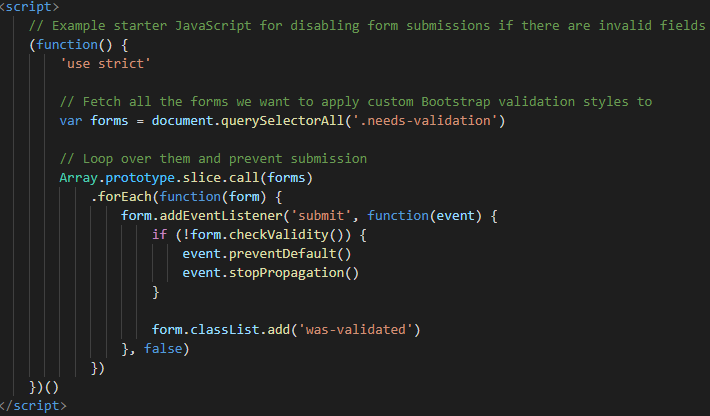 <script>
// Example starter JavaScript for disabling form submissions if there are invalid fields
(function() {
'use strict'
// Fetch all the forms we want to apply custom Bootstrap validation styles to
var forms = document.querySelectorAll('.needs-validation')
// Loop over them and prevent submission
Array.prototype.slice.call(forms)
.forEach(function(form) {
form.addEventListener('submit', function(event) {
if (!form.checkValidity()) {
event.preventDefault()
event.stopPropagation()
}
form.classList.add('was-validated')
}, false)
})
})()
</script>